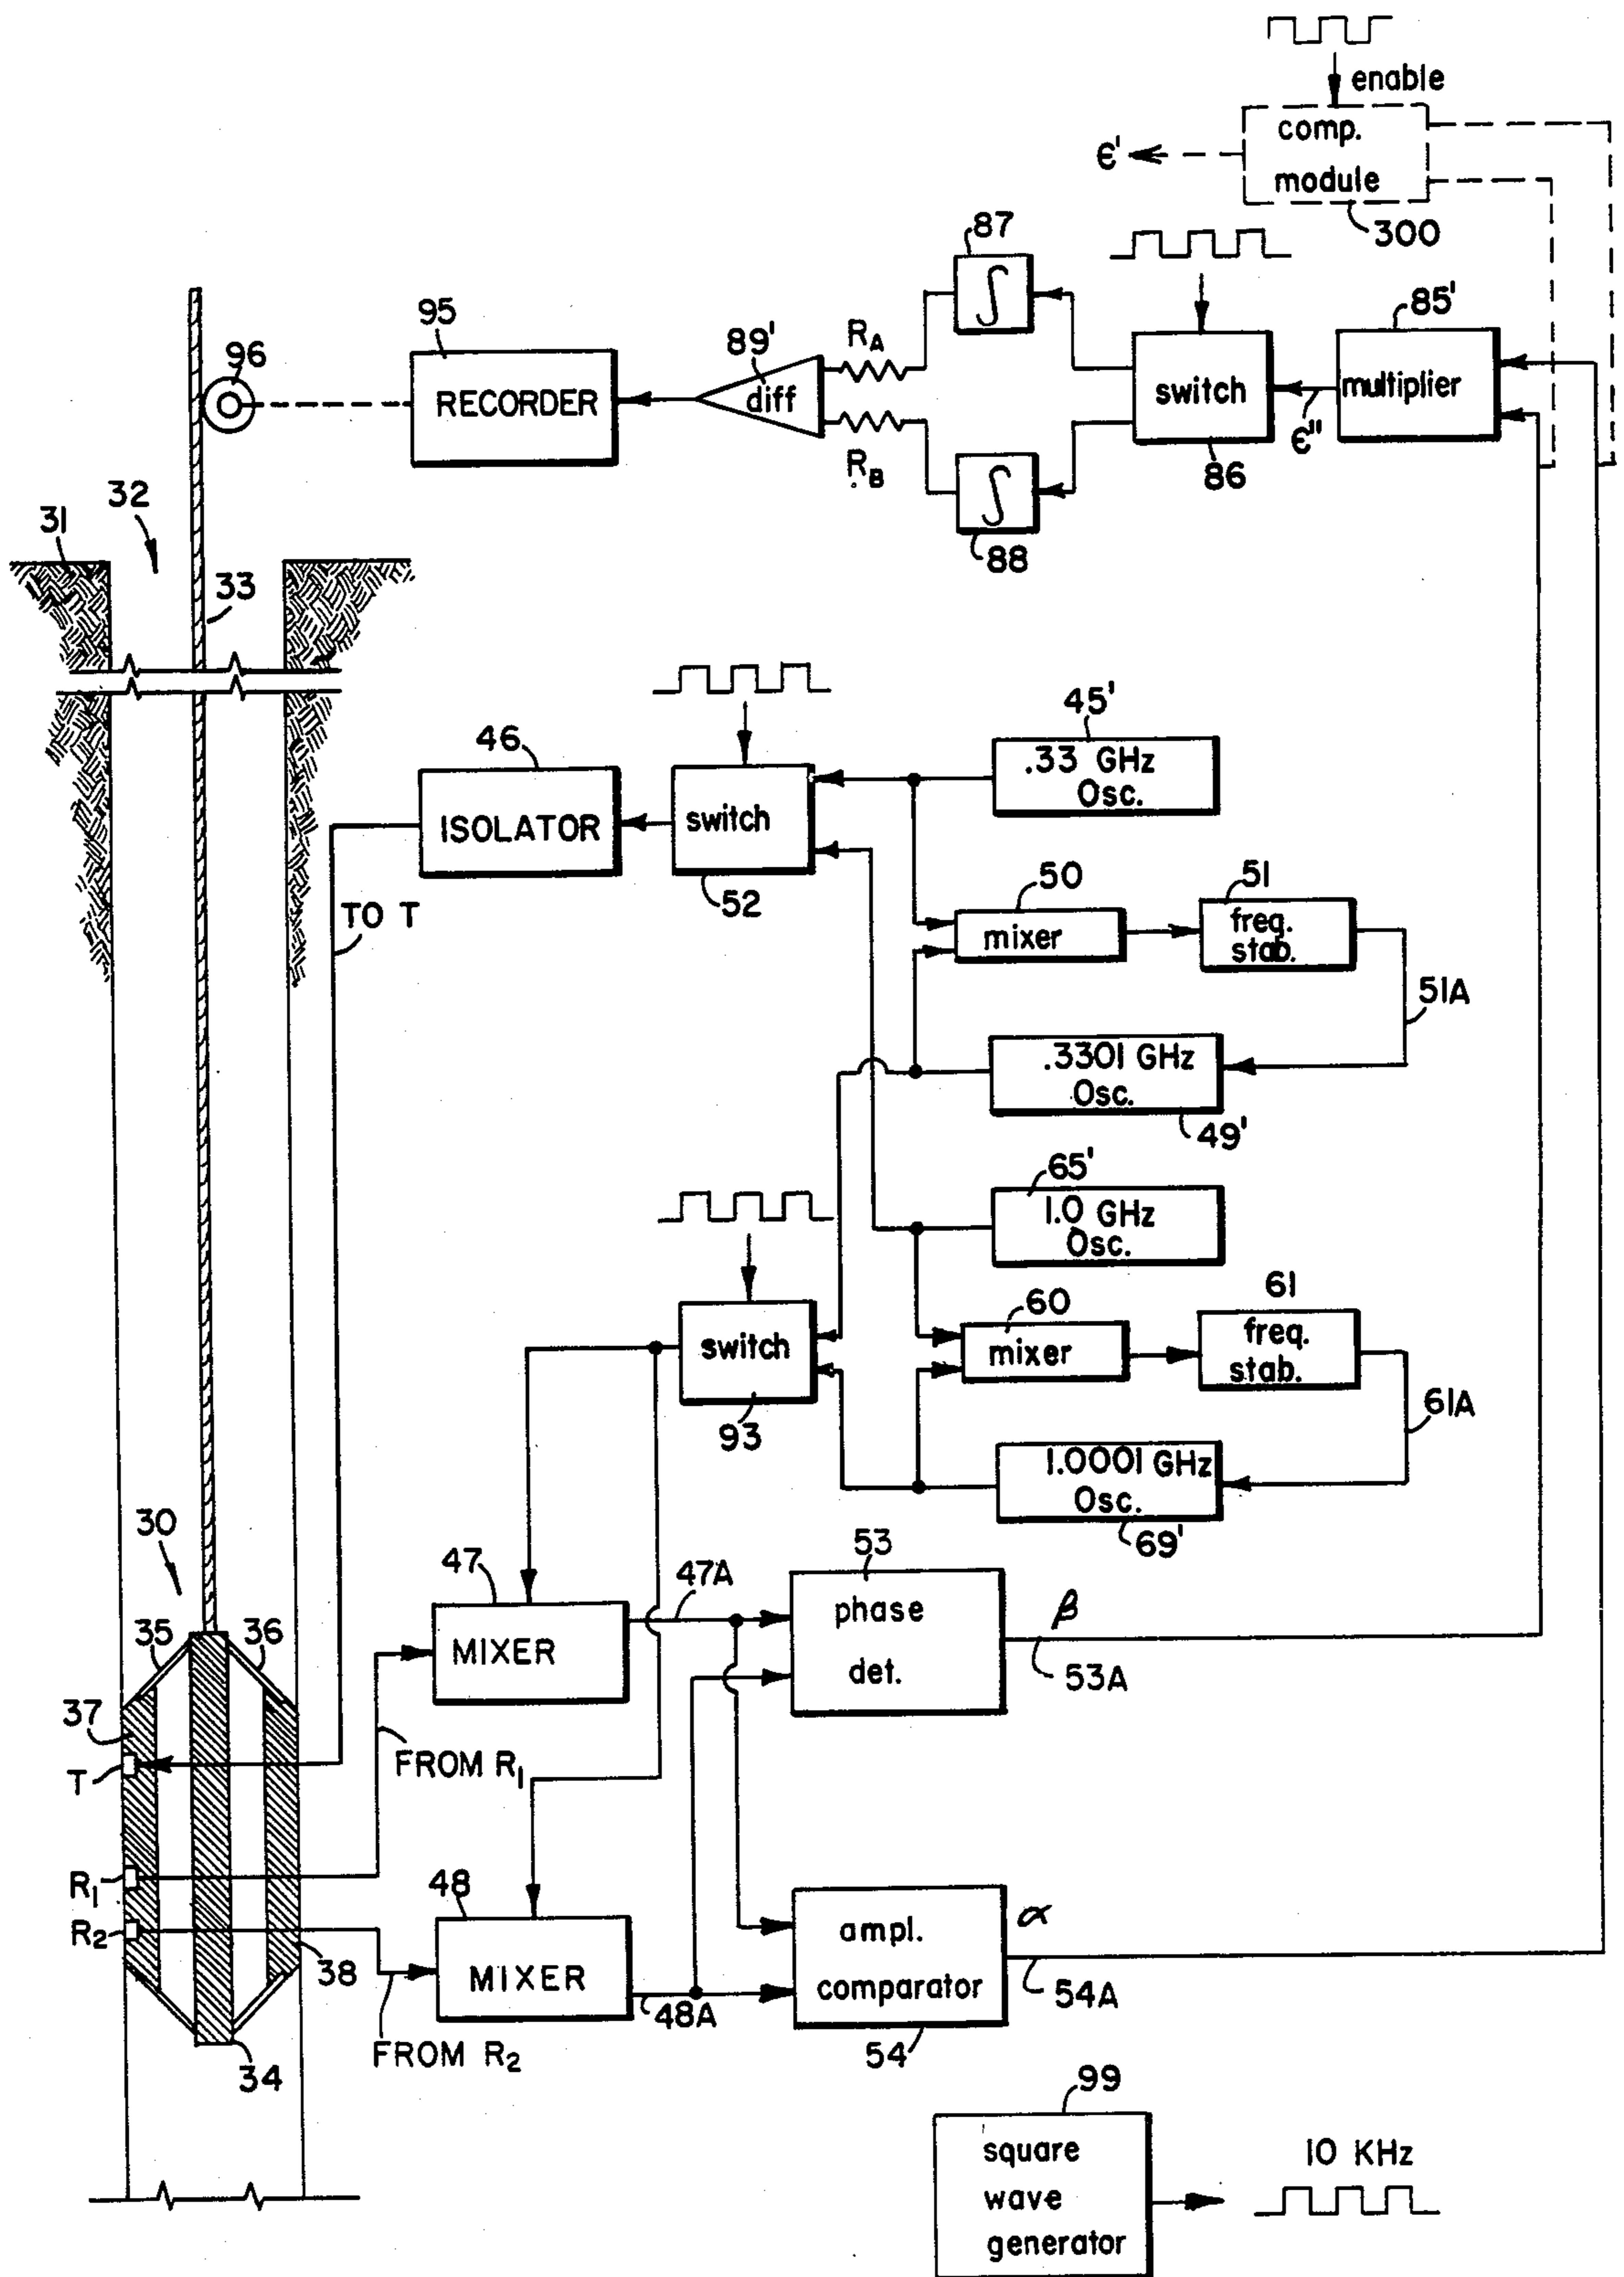 enable
comp.
module
ϵ'
300
87
∫
85'
95
89'
R_A
96
RECORDER
diff
switch
multiplier
ϵ"
R_B
86
∫
88
32
31
33
45'
.33 GHz
Osc.
46
ISOLATOR
switch
52
50
mixer
51
freq.
stab.
TO T
51A
.3301 GHz
Osc.
49'
65'
1.0 GHz
Osc.
60
mixer
61
freq.
stab.
switch
93
61A
1.0001 GHz
Osc.
69'
30
47
47A
53
35
36
MIXER
phase
det.
β
53A
37
T
FROM R₁
R₁
48
R₂
38
MIXER
48A
ampl.
comparator
α
54A
54
34
FROM R₂
99
square
wave
generator
10 KHz